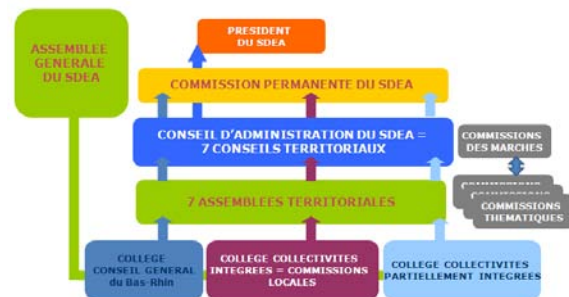 ASSEMBLEE
GENERALE
DU SDEA
PRESIDENT
DU SDEA
COMMISSION PERMANENTE DU SDEA
CONSEIL D'ADMINISTRATION DU SDEA =
7 CONSEILS TERRITORIAUX
COMMISSIONS
DES MARCHES
7 ASSEMBLEES TERRITORIALES
COMMISSIONS
THEMATIQUES
COLLEGE
CONSEIL GENERAL
du Bas-Rhin
COLLEGE COLLECTIVITES
INTEGREES = COMMISSIONS
LOCALES
COLLEGE COLLECTIVITES
PARTIELLEMENT INTEGREES